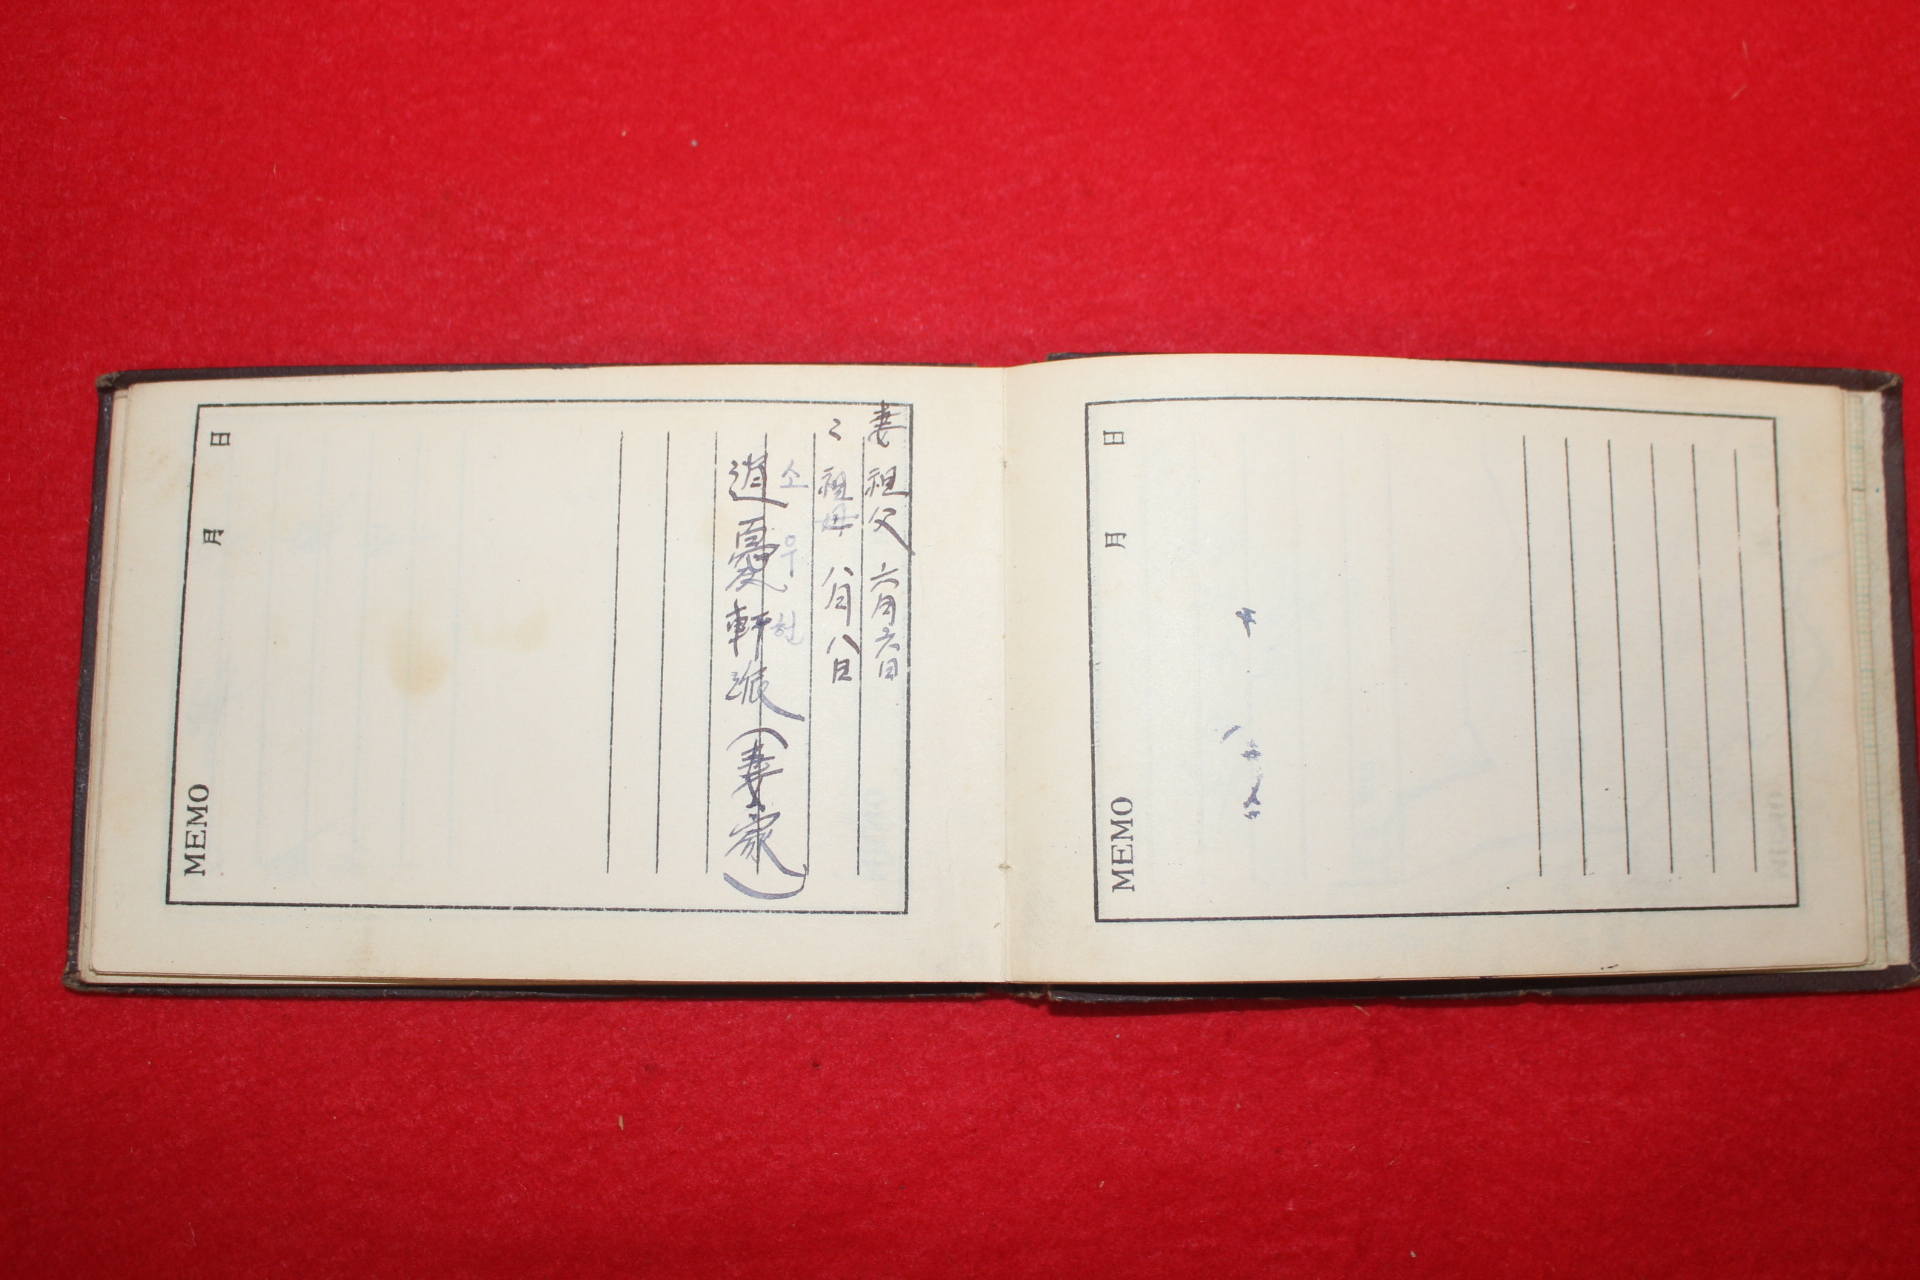 妻祖父 六月六日
〻祖母 八月八日
소우헌
逍憂軒派(妻家)
月 日
MEMO
月 日
MEMO